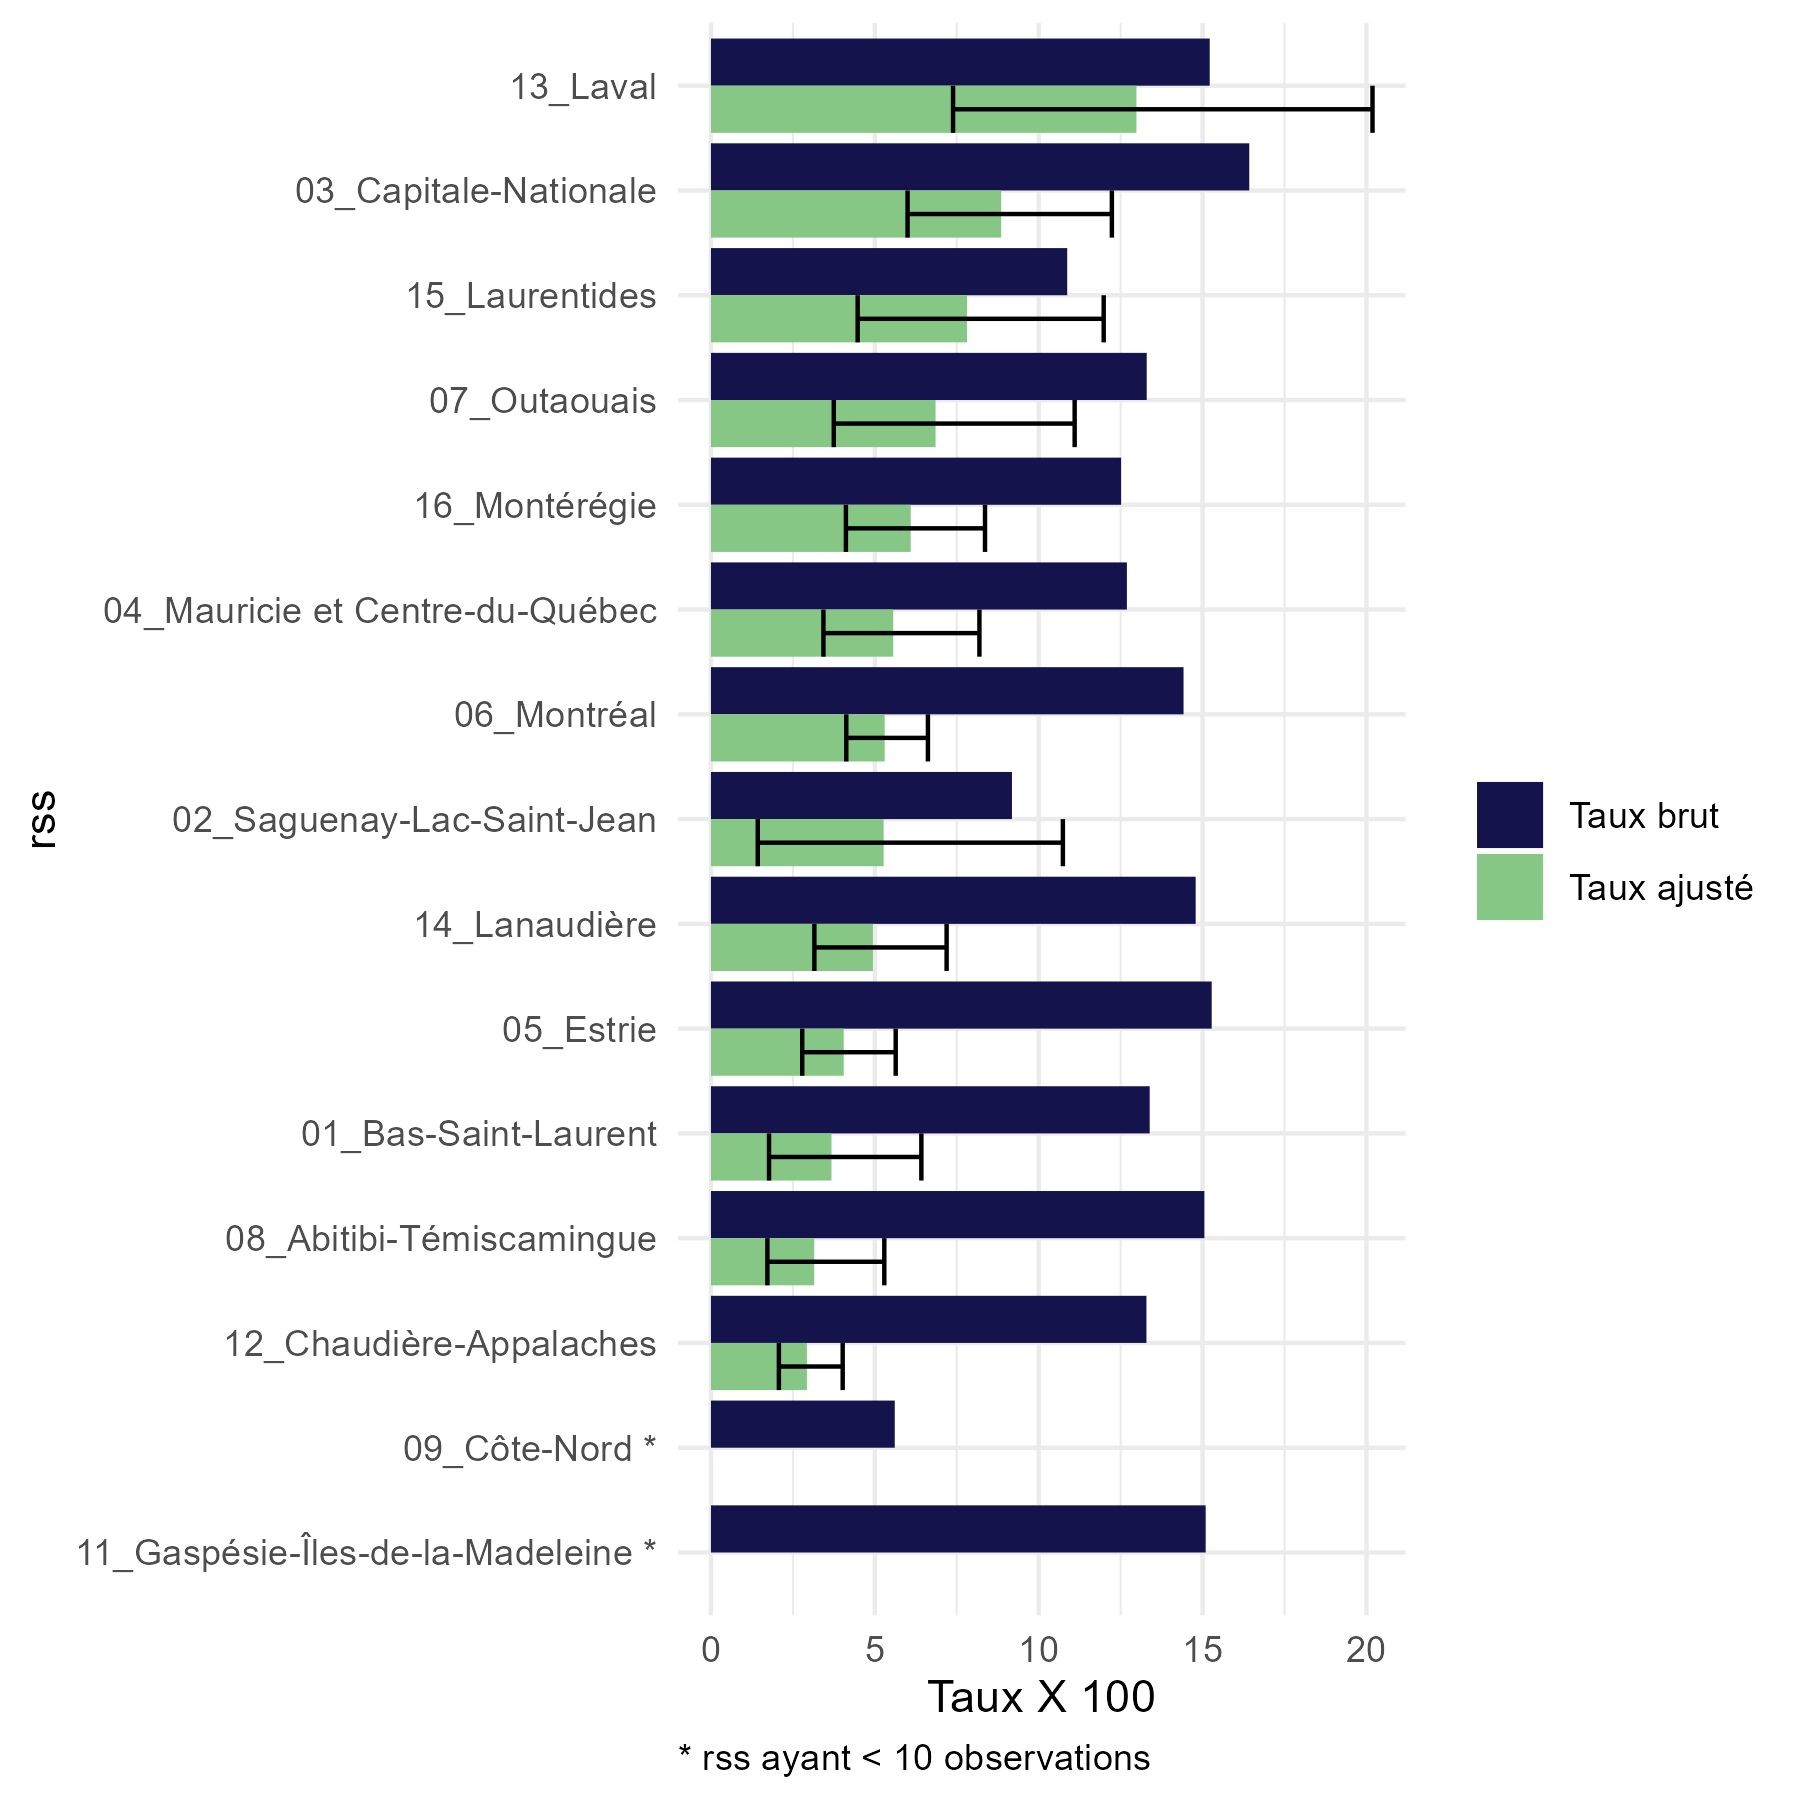 13_Laval
03_Capitale-Nationale
15_Laurentides
07_Outaouais
16_Montérégie
04_Mauricie et Centre-du-Québec
06_Montréal
02_Saguenay-Lac-Saint-Jean
14_Lanaudière
05_Estrie
01_Bas-Saint-Laurent
08_Abitibi-Témiscamingue
12_Chaudière-Appalaches
09_Côte-Nord *
11_Gaspésie-Îles-de-la-Madeleine *
rss
0 5 10 15 20
Taux X 100
* rss ayant < 10 observations
Taux brut
Taux ajusté